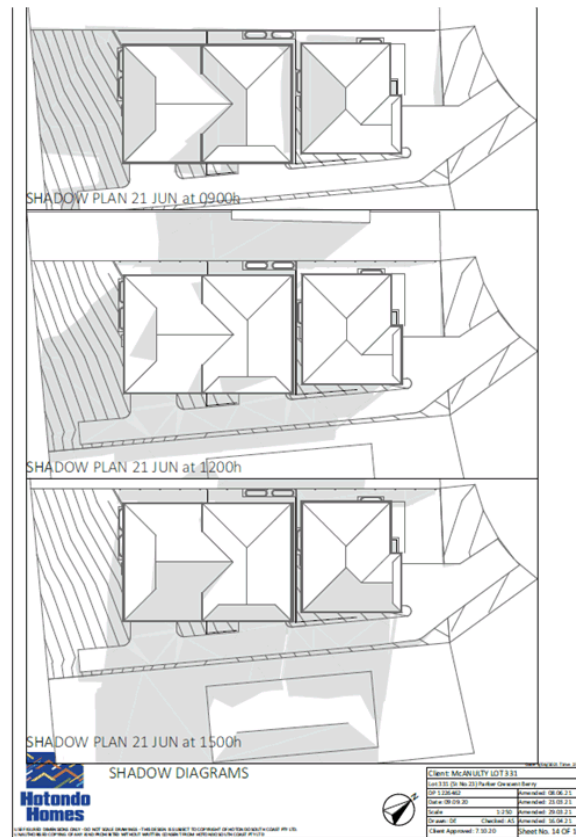 SHADOW PLAN 21 JUN at 0900h
SHADOW PLAN 21 JUN at 1200h
SHADOW PLAN 21 JUN at 1500h
SHADOW DIAGRAMS
Hotondo
Homes
Client: McANULTY LOT 331
Lot 331 (St No 23) Parker Crescent Berry
DP 1226462
Amended: 08.06.21
Date: 09.09.20
Amended: 23.03.21
Scale 1:250
Amended: 29.03.21
Drawn: DF Checked: AS
Amended: 16.04.21
Client Approved: 7.10.20
Sheet No. 14 OF